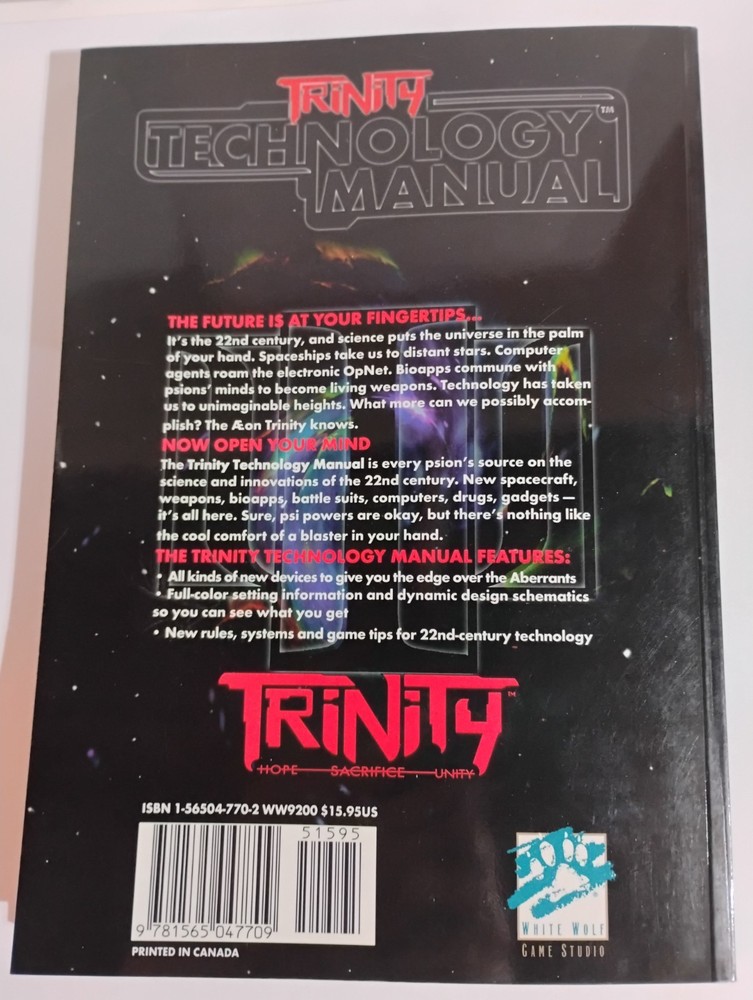 TRINITY
TECHNOLOGY™
MANUAL
THE FUTURE IS AT YOUR FINGERTIPS...
It's the 22nd century, and science puts the universe in the palm
of your hand. Spaceships take us to distant stars. Computer
agents roam the electronic OpNet. Bioapps commune with
psions' minds to become living weapons. Technology has taken
us to unimaginable heights. What more can we possibly accom-
plish? The Æon Trinity knows.
NOW OPEN YOUR MIND
The Trinity Technology Manual is every psion's source on the
science and innovations of the 22nd century. New spacecraft,
weapons, bioapps, battle suits, computers, drugs, gadgets —
it's all here. Sure, psi powers are okay, but there's nothing like
the cool comfort of a blaster in your hand.
THE TRINITY TECHNOLOGY MANUAL FEATURES:
• All kinds of new devices to give you the edge over the Aberrants
• Full-color setting information and dynamic design schematics
so you can see what you get
• New rules, systems and game tips for 22nd-century technology
TRINITY™
HOPE SACRIFICE UNITY
ISBN 1-56504-770-2 WW9200 $15.95US
51595
9 781565 047709
PRINTED IN CANADA
WHITE WOLF
GAME STUDIO